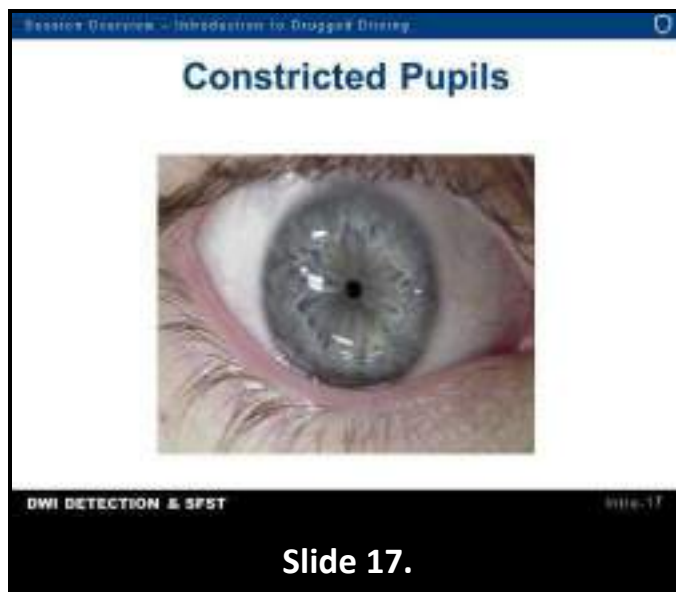 Session Overview – Introduction to Drugged Driving
Constricted Pupils
DWI DETECTION & SFST
Intro-17
Slide 17.